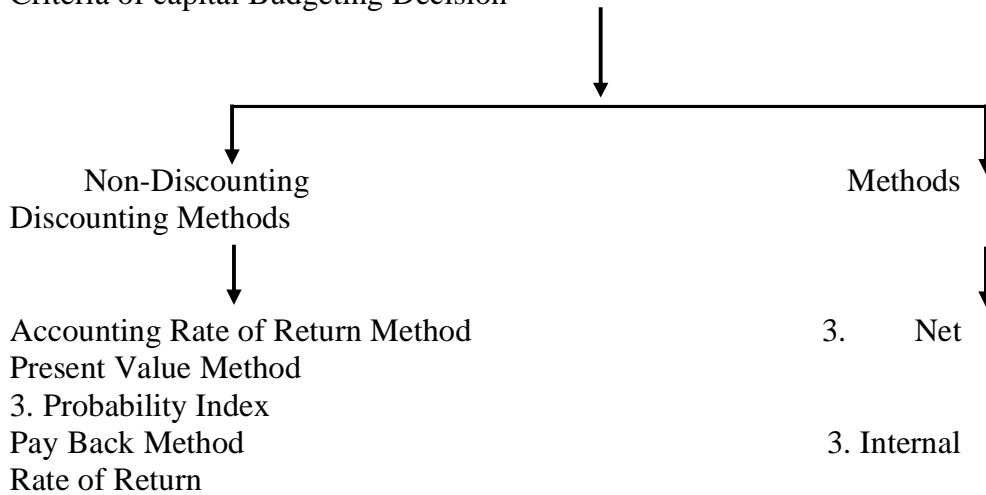 Criteria of capital Budgeting Decision
Non-Discounting Methods
Discounting Methods
Accounting Rate of Return Method 3. Net
Present Value Method
3. Probability Index
Pay Back Method 3. Internal
Rate of Return